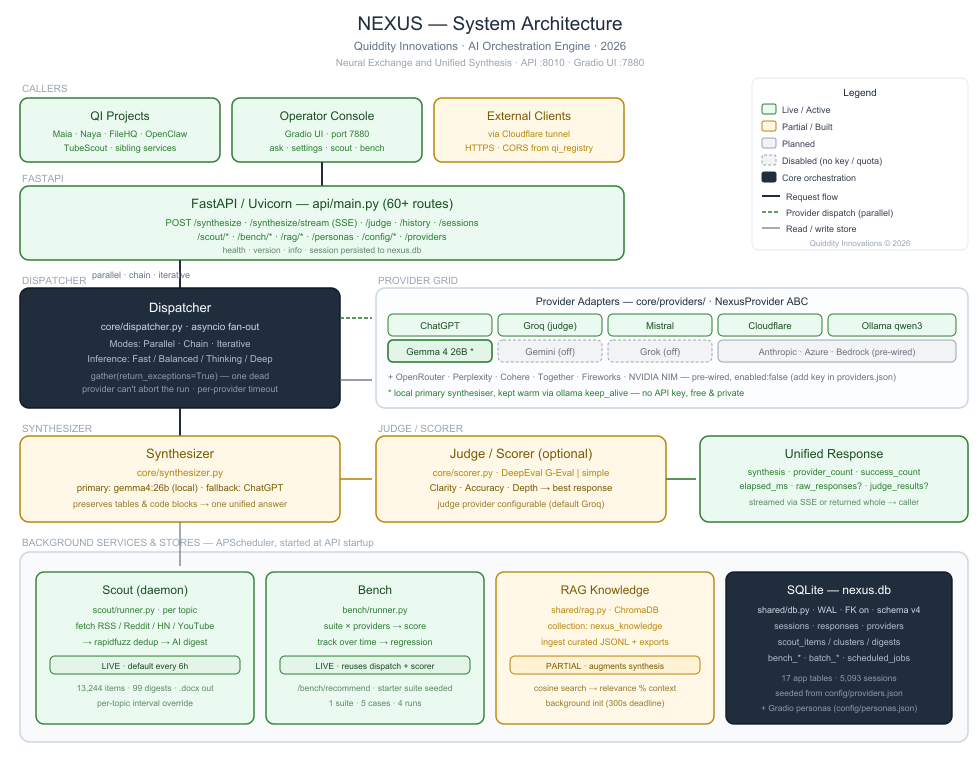 NEXUS — System Architecture
Quiddity Innovations · AI Orchestration Engine · 2026
Neural Exchange and Unified Synthesis · API :8010 · Gradio UI :7880
CALLERS
QI Projects
Maia · Naya · FileHQ · OpenClaw
TubeScout · sibling services
Operator Console
Gradio UI · port 7880
ask · settings · scout · bench
External Clients
via Cloudflare tunnel
HTTPS · CORS from qi_registry
Legend
Live / Active
Partial / Built
Planned
Disabled (no key / quota)
Core orchestration
Request flow
Provider dispatch (parallel)
Read / write store
Quiddity Innovations © 2026
FASTAPI
FastAPI / Uvicorn — api/main.py (60+ routes)
POST /synthesize · /synthesize/stream (SSE) · /judge · /history · /sessions
/scout/* · /bench/* · /rag/* · /personas · /config/* · /providers
health · version · info · session persisted to nexus.db
parallel · chain · iterative
DISPATCHER
Dispatcher
core/dispatcher.py · asyncio fan-out
Modes: Parallel · Chain · Iterative
Inference: Fast / Balanced / Thinking / Deep
gather(return_exceptions=True) — one dead
provider can't abort the run · per-provider timeout
PROVIDER GRID
Provider Adapters — core/providers/ · NexusProvider ABC
ChatGPT
Groq (judge)
Mistral
Cloudflare
Ollama qwen3
Gemma 4 26B *
Gemini (off)
Grok (off)
Anthropic · Azure · Bedrock (pre-wired)
+ OpenRouter · Perplexity · Cohere · Together · Fireworks · NVIDIA NIM — pre-wired, enabled:false (add key in providers.json)
* local primary synthesiser, kept warm via ollama keep_alive — no API key, free & private
SYNTHESIZER
Synthesizer
core/synthesizer.py
primary: gemma4:26b (local) · fallback: ChatGPT
preserves tables & code blocks → one unified answer
JUDGE / SCORER
Judge / Scorer (optional)
core/scorer.py · DeepEval G-Eval | simple
Clarity · Accuracy · Depth → best response
judge provider configurable (default Groq)
Unified Response
synthesis · provider_count · success_count
elapsed_ms · raw_responses? · judge_results?
streamed via SSE or returned whole → caller
BACKGROUND SERVICES & STORES — APScheduler, started at API startup
Scout (daemon)
scout/runner.py · per topic
fetch RSS / Reddit / HN / YouTube
→ rapidfuzz dedup → AI digest
LIVE · default every 6h
13,244 items · 99 digests · .docx out
per-topic interval override
Bench
bench/runner.py
suite × providers → score
track over time → regression
LIVE · reuses dispatch + scorer
/bench/recommend · starter suite seeded
1 suite · 5 cases · 4 runs
RAG Knowledge
shared/rag.py · ChromaDB
collection: nexus_knowledge
ingest curated JSONL + exports
PARTIAL · augments synthesis
cosine search → relevance % context
background init (300s deadline)
SQLite — nexus.db
shared/db.py · WAL · FK on · schema v4
sessions · responses · providers
scout_items / clusters / digests
bench_* · batch_* · scheduled_jobs
17 app tables · 5,093 sessions
seeded from config/providers.json
+ Gradio personas (config/personas.json)